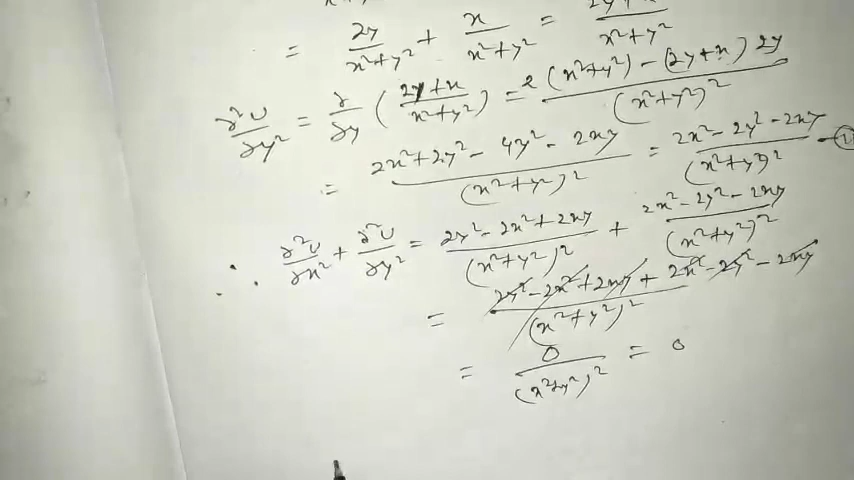 = 2y/(x²+y²) + x/(x²+y²) = 2y+x/(x²+y²)
∂²U/∂y² = ∂/∂y ( 2y+x/(x²+y²) ) = 2(x²+y²) - (2y+x) 2y/(x²+y²)²
= 2x²+2y² - 4y² - 2xy/(x²+y²)² = 2x² - 2y² - 2xy/(x²+y²)²
∴ ∂²U/∂x² + ∂²U/∂y² = 2y² - 2x² + 2xy/(x²+y²)² + 2x² - 2y² - 2xy/(x²+y²)²
= 2y² - 2x² + 2xy + 2x² - 2y² - 2xy/(x²+y²)²
= 0/(x²+y²)² = 0